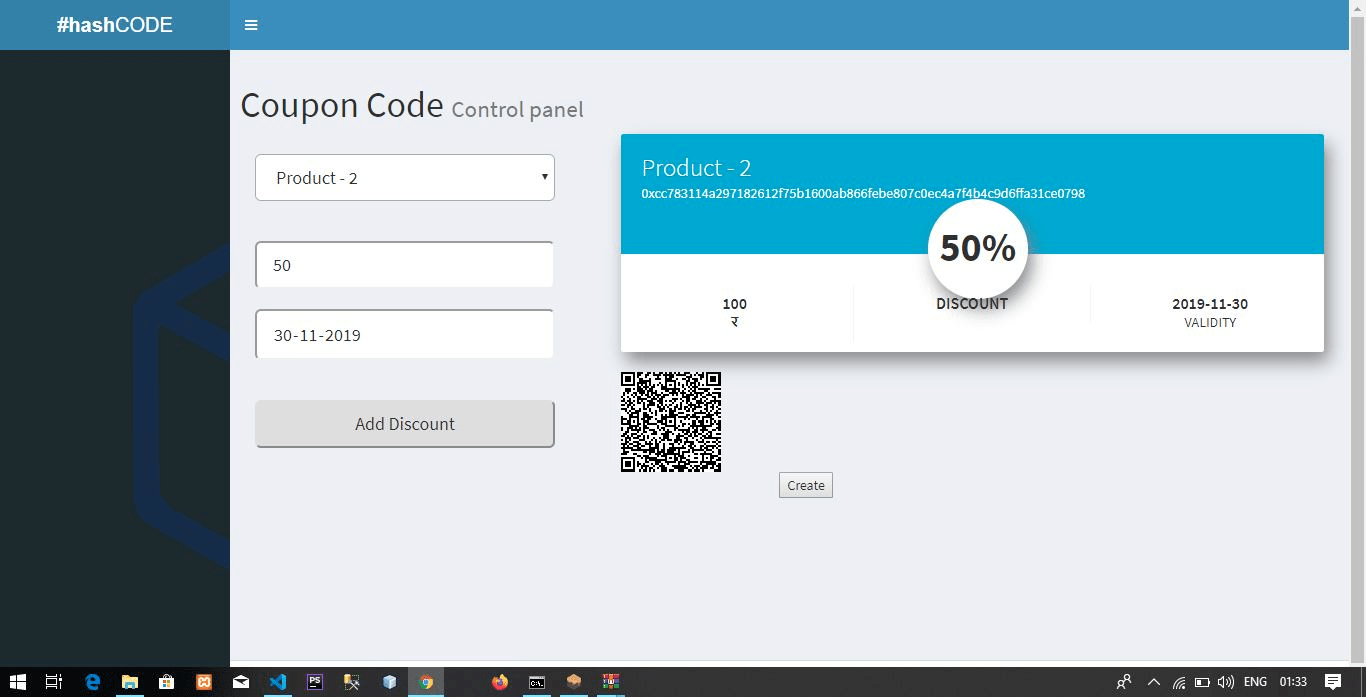 #hashCODE
Coupon Code Control panel
Product - 2
50
30-11-2019
Add Discount
Product - 2
0xcc783114a297182612f75b1600ab866febe807c0ec4a7f4b4c9d6ffa31ce0798
50%
100
₹
DISCOUNT
2019-11-30
VALIDITY
Create
PS
C:\.
ENG
01:33